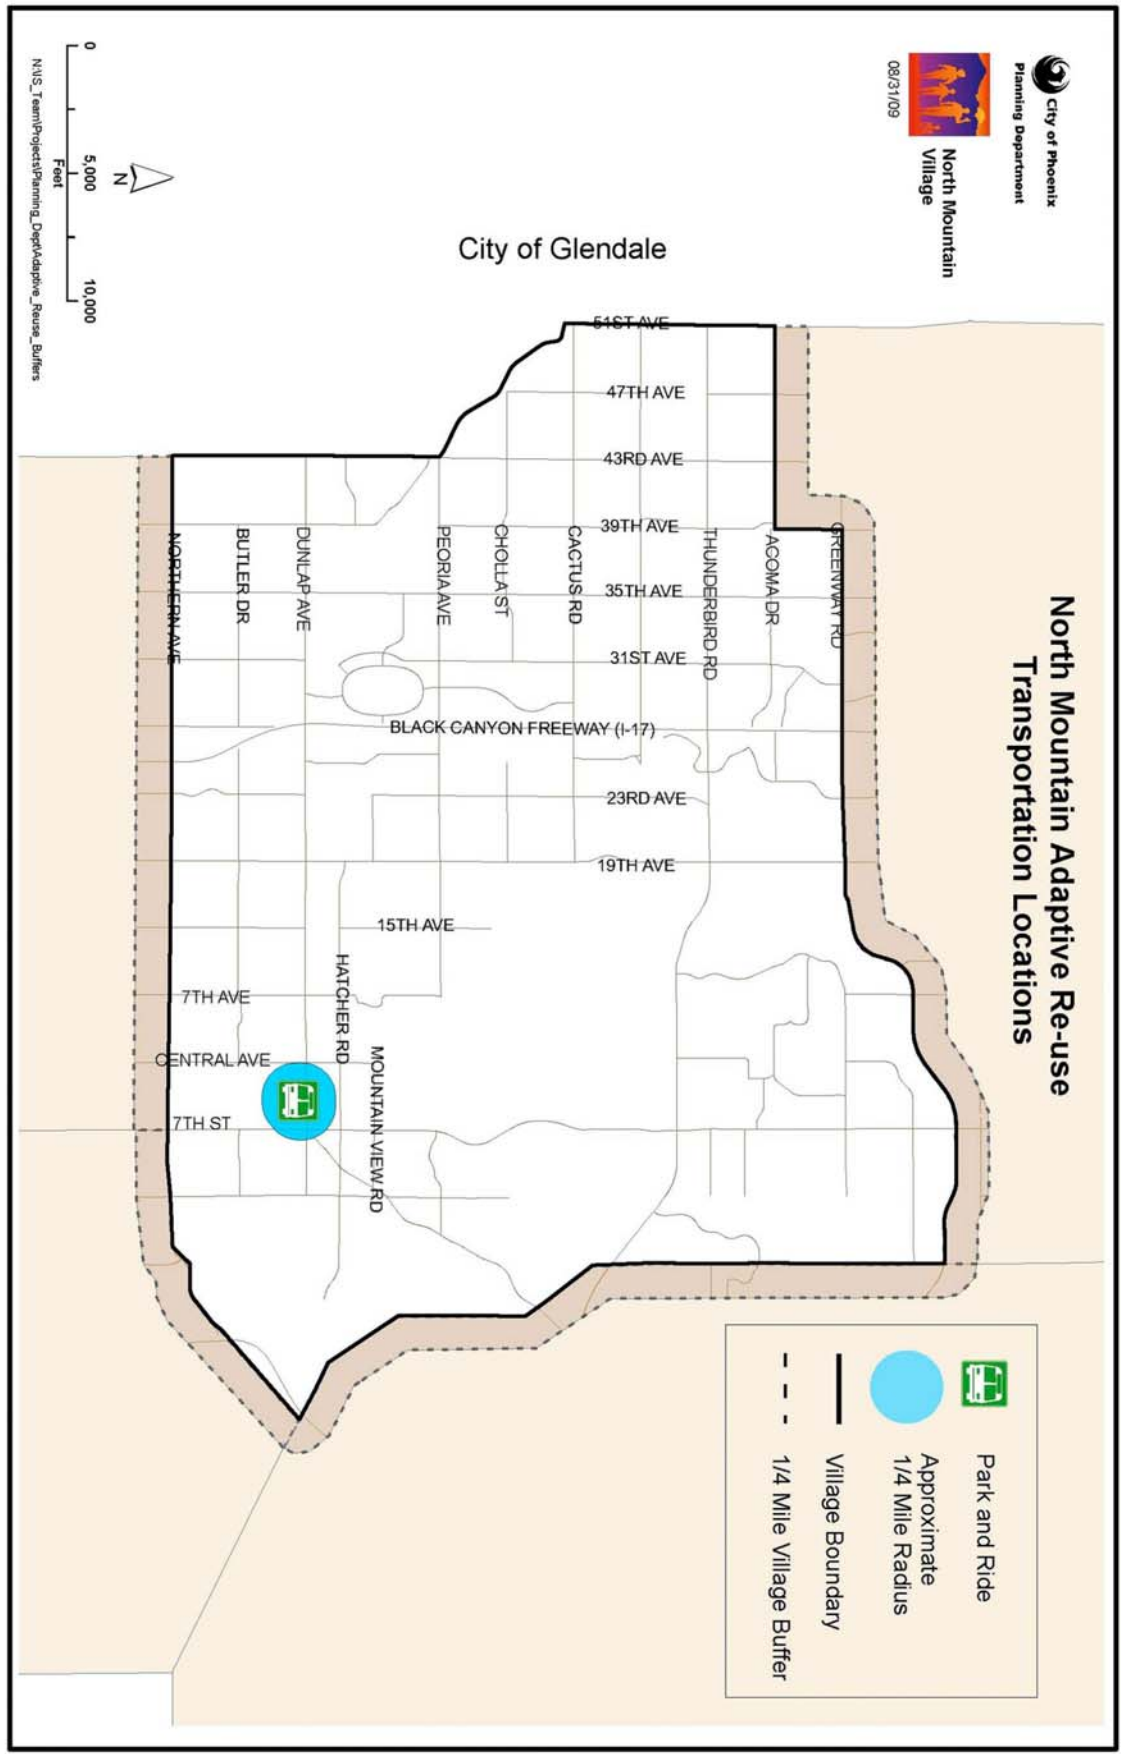 North Mountain Adaptive Re-use
Transportation Locations
City of Phoenix
Planning Department
North Mountain
Village
08/31/09
City of Glendale
51ST AVE
47TH AVE
43RD AVE
39TH AVE
35TH AVE
31ST AVE
BLACK CANYON FREEWAY (I-17)
23RD AVE
19TH AVE
15TH AVE
7TH AVE
CENTRAL AVE
7TH ST
GREENWAY RD
ACOMA DR
THUNDERBIRD RD
CACTUS RD
CHOLLA ST
PEORIA AVE
DUNLAP AVE
BUTLER DR
NORTHERN AVE
HATCHER RD
MOUNTAIN VIEW RD
Park and Ride
Approximate
1/4 Mile Radius
Village Boundary
1/4 Mile Village Buffer
N
0 5,000 10,000
Feet
N:\IS_Team\Projects\Planning_Dept\Adaptive_Reuse_Buffers